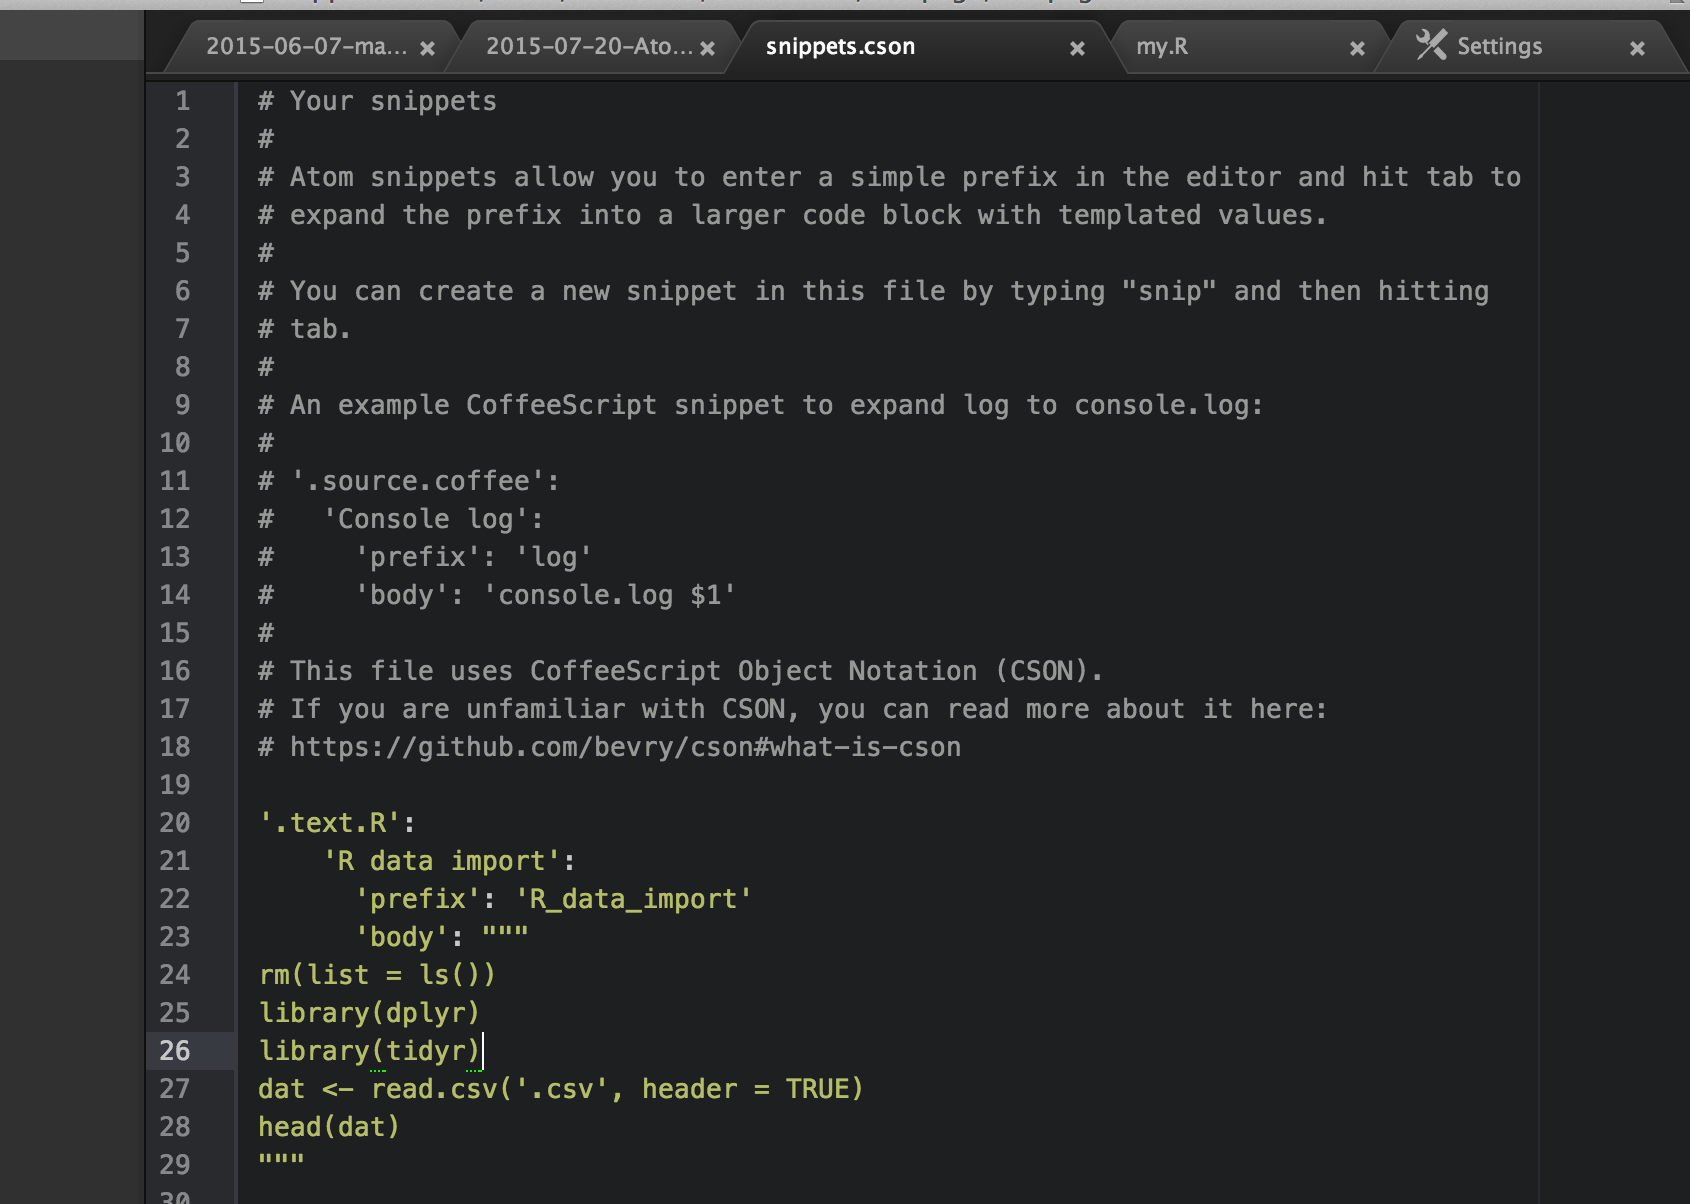 2015-06-07-ma... 2015-07-20-Ato... snippets.cson my.R Settings
1 # Your snippets
2 #
3 # Atom snippets allow you to enter a simple prefix in the editor and hit tab to
4 # expand the prefix into a larger code block with templated values.
5 #
6 # You can create a new snippet in this file by typing "snip" and then hitting
7 # tab.
8 #
9 # An example CoffeeScript snippet to expand log to console.log:
10 #
11 # '.source.coffee':
12 #   'Console log':
13 #     'prefix': 'log'
14 #     'body': 'console.log $1'
15 #
16 # This file uses CoffeeScript Object Notation (CSON).
17 # If you are unfamiliar with CSON, you can read more about it here:
18 # https://github.com/bevry/cson#what-is-cson
19
20 '.text.R':
21     'R data import':
22       'prefix': 'R_data_import'
23       'body': """
24 rm(list = ls())
25 library(dplyr)
26 library(tidyr)
27 dat <- read.csv('.csv', header = TRUE)
28 head(dat)
29 """
30